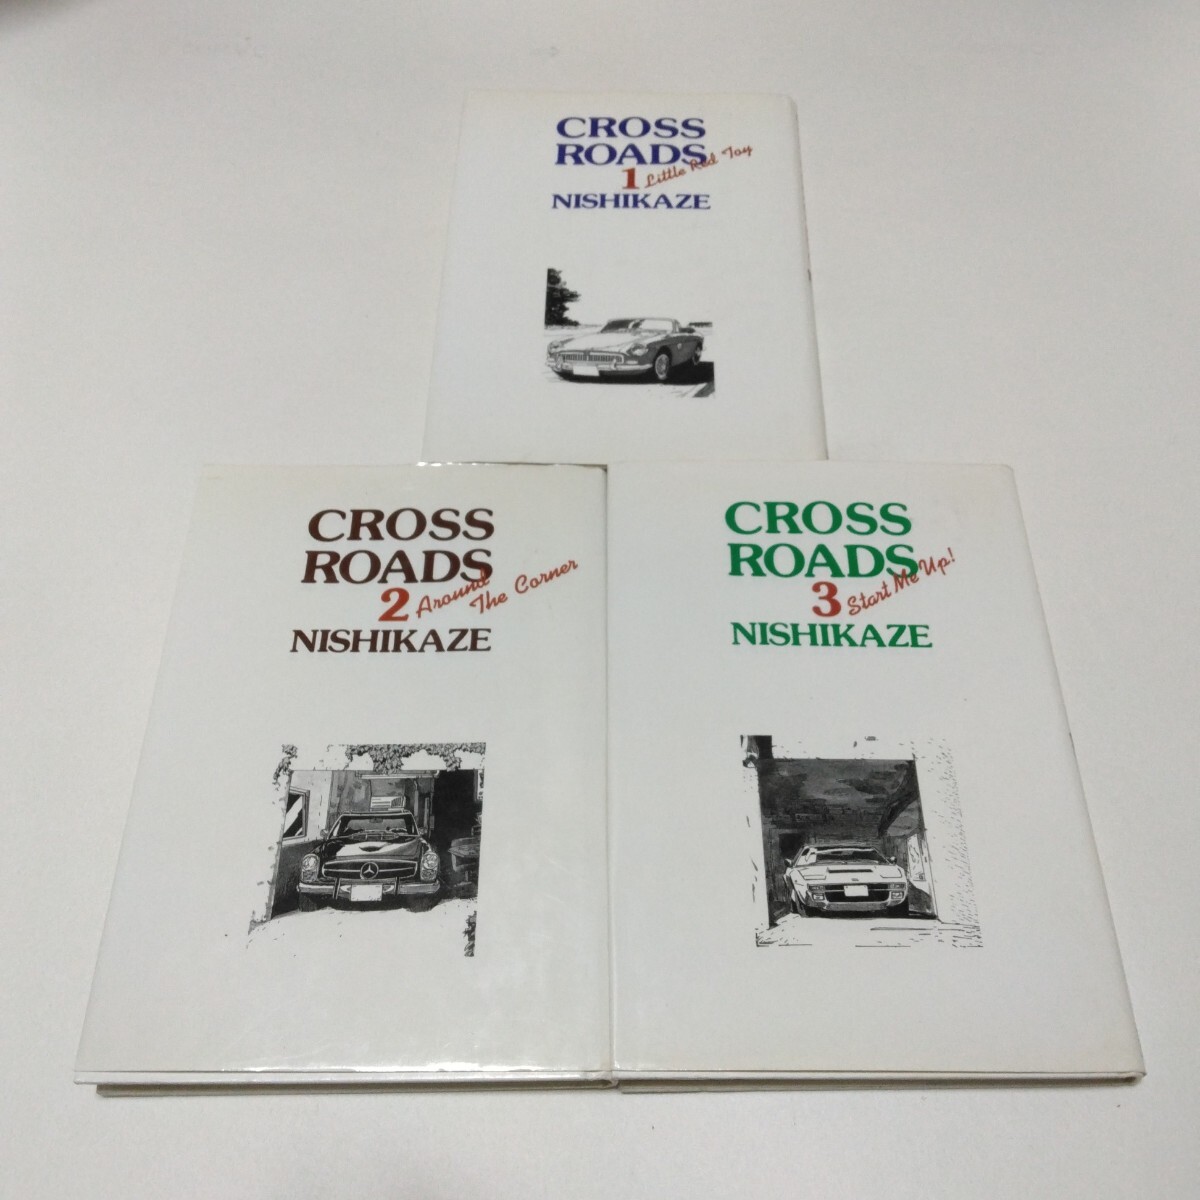 CROSS
ROADS
1 Little Red Toy
NISHIKAZE
CROSS
ROADS
2 Around
The Corner
NISHIKAZE
CROSS
ROADS
3 Start Me Up!
NISHIKAZE